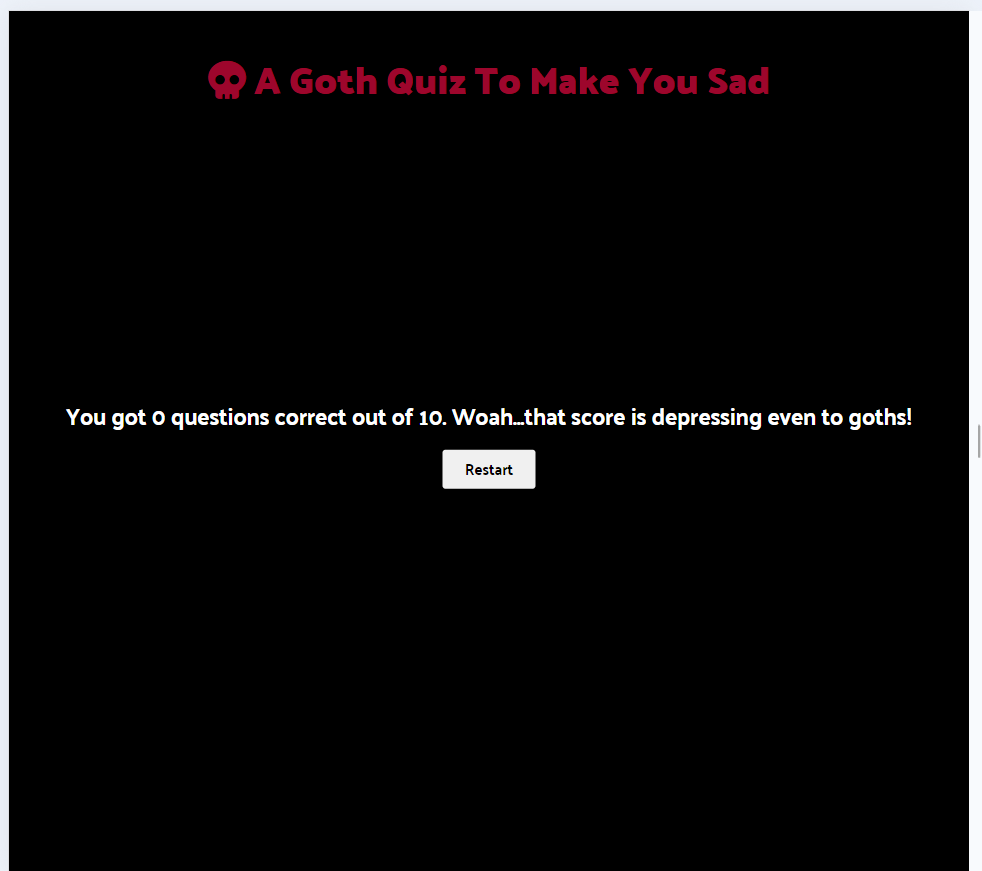 A Goth Quiz To Make You Sad
You got 0 questions correct out of 10. Woah...that score is depressing even to goths!
Restart